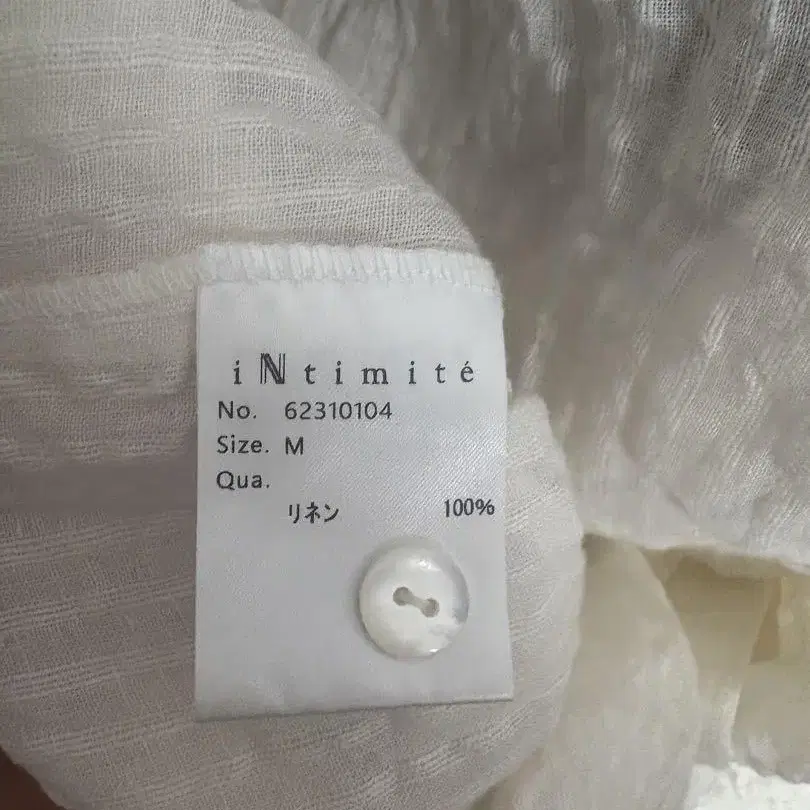 iNtimité
No. 62310104
Size. M
Qua.
リネン 100%